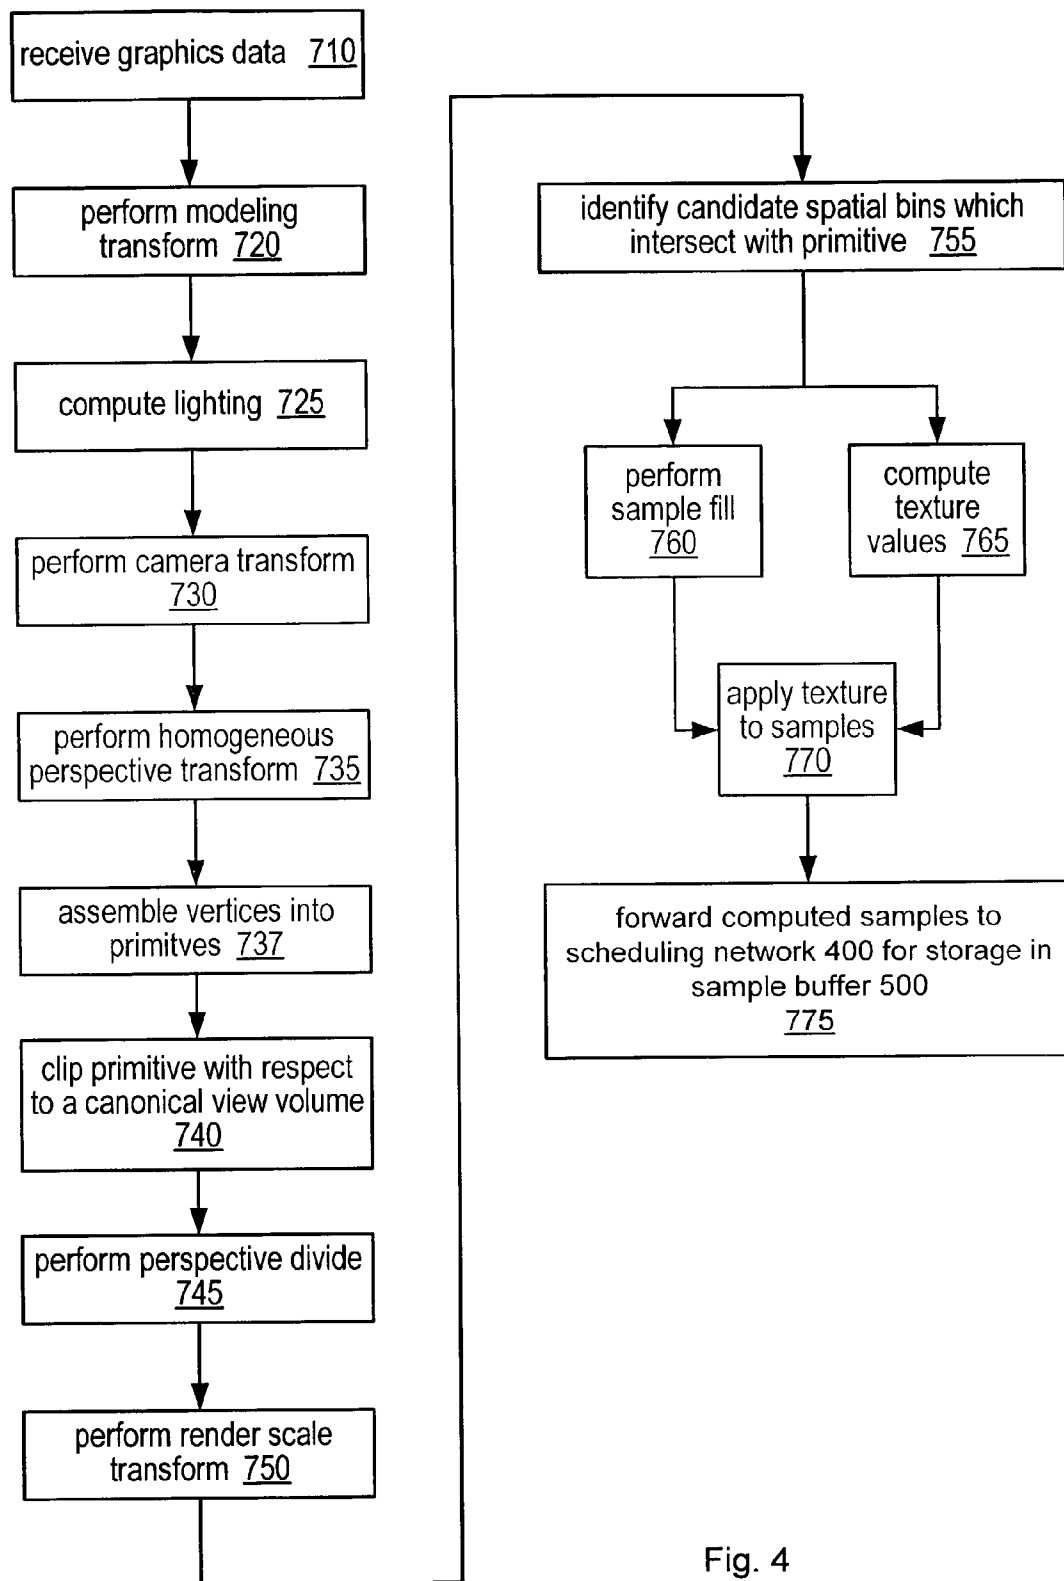 receive graphics data 710
perform modeling
transform 720
compute lighting 725
perform camera transform
730
perform homogeneous
perspective transform 735
assemble vertices into
primitves 737
clip primitive with respect
to a canonical view volume
740
perform perspective divide
745
perform render scale
transform 750
identify candidate spatial bins which
intersect with primitive 755
perform
sample fill
760
compute
texture
values 765
apply texture
to samples
770
forward computed samples to
scheduling network 400 for storage in
sample buffer 500
775
Fig. 4